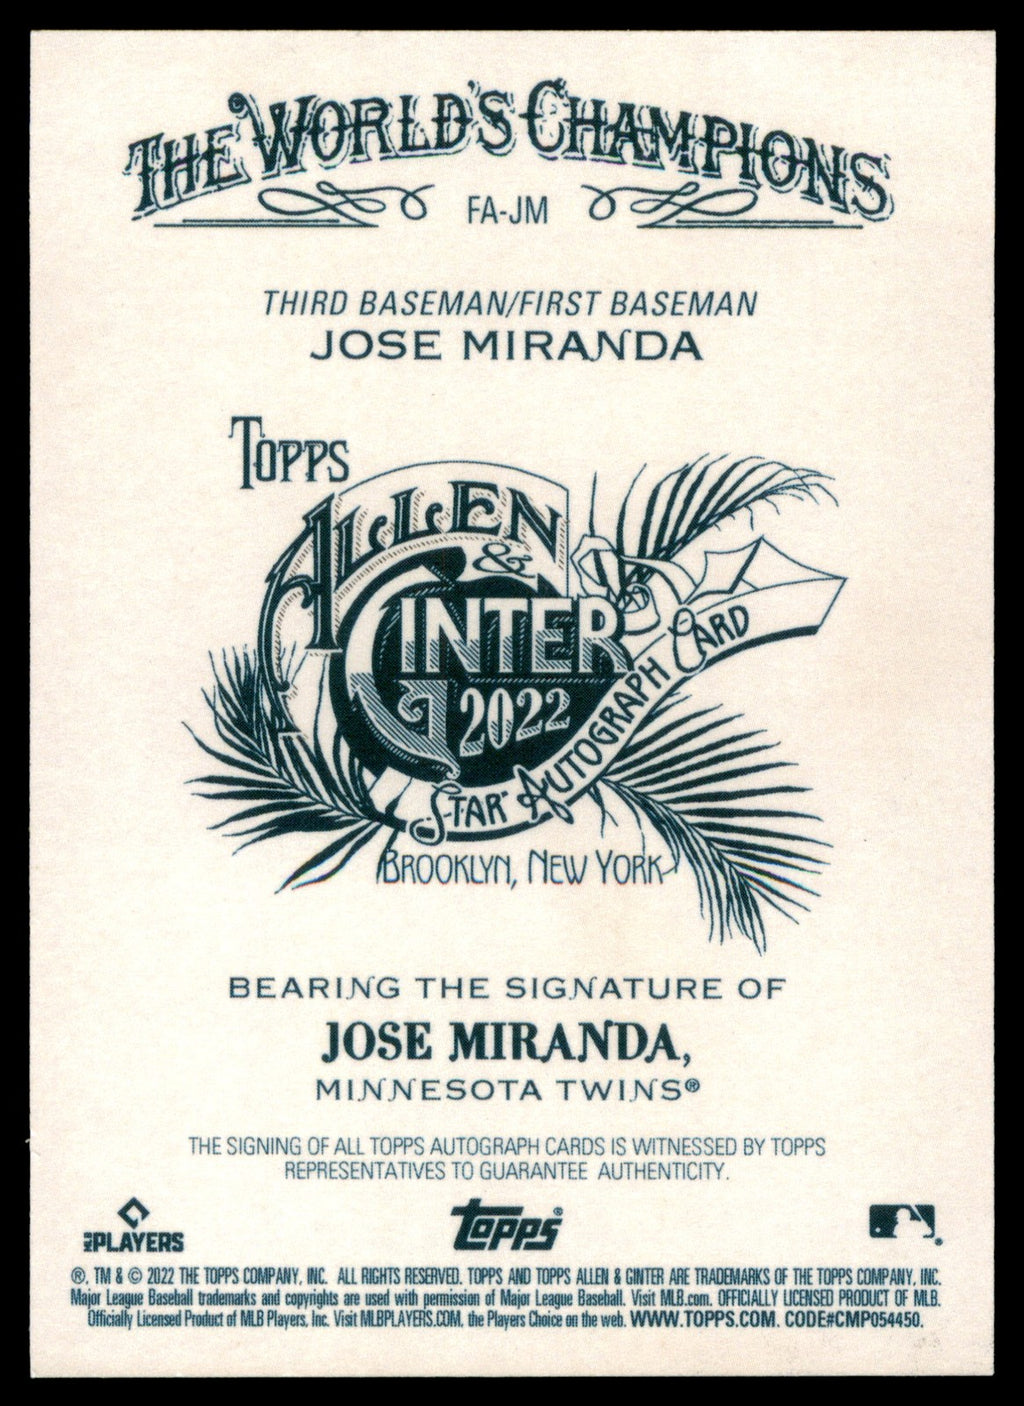 THE WORLD'S CHAMPIONS
FA-JM
THIRD BASEMAN/FIRST BASEMAN
JOSE MIRANDA
TOPPS
ALLEN
&
GINTER
2022
STAR AUTOGRAPH CARD
BROOKLYN, NEW YORK
BEARING THE SIGNATURE OF
JOSE MIRANDA,
MINNESOTA TWINS®
THE SIGNING OF ALL TOPPS AUTOGRAPH CARDS IS WITNESSED BY TOPPS
REPRESENTATIVES TO GUARANTEE AUTHENTICITY.
MLB PLAYERS
topps®
®, TM & © 2022 THE TOPPS COMPANY, INC. ALL RIGHTS RESERVED. TOPPS AND TOPPS ALLEN & GINTER ARE TRADEMARKS OF THE TOPPS COMPANY, INC.
Major League Baseball trademarks and copyrights are used with permission of Major League Baseball. Visit MLB.com. OFFICIALLY LICENSED PRODUCT OF MLB.
Officially Licensed Product of MLB Players, Inc. Visit MLBPLAYERS.COM, the Players Choice on the web. WWW.TOPPS.COM. CODE#CMP054450.